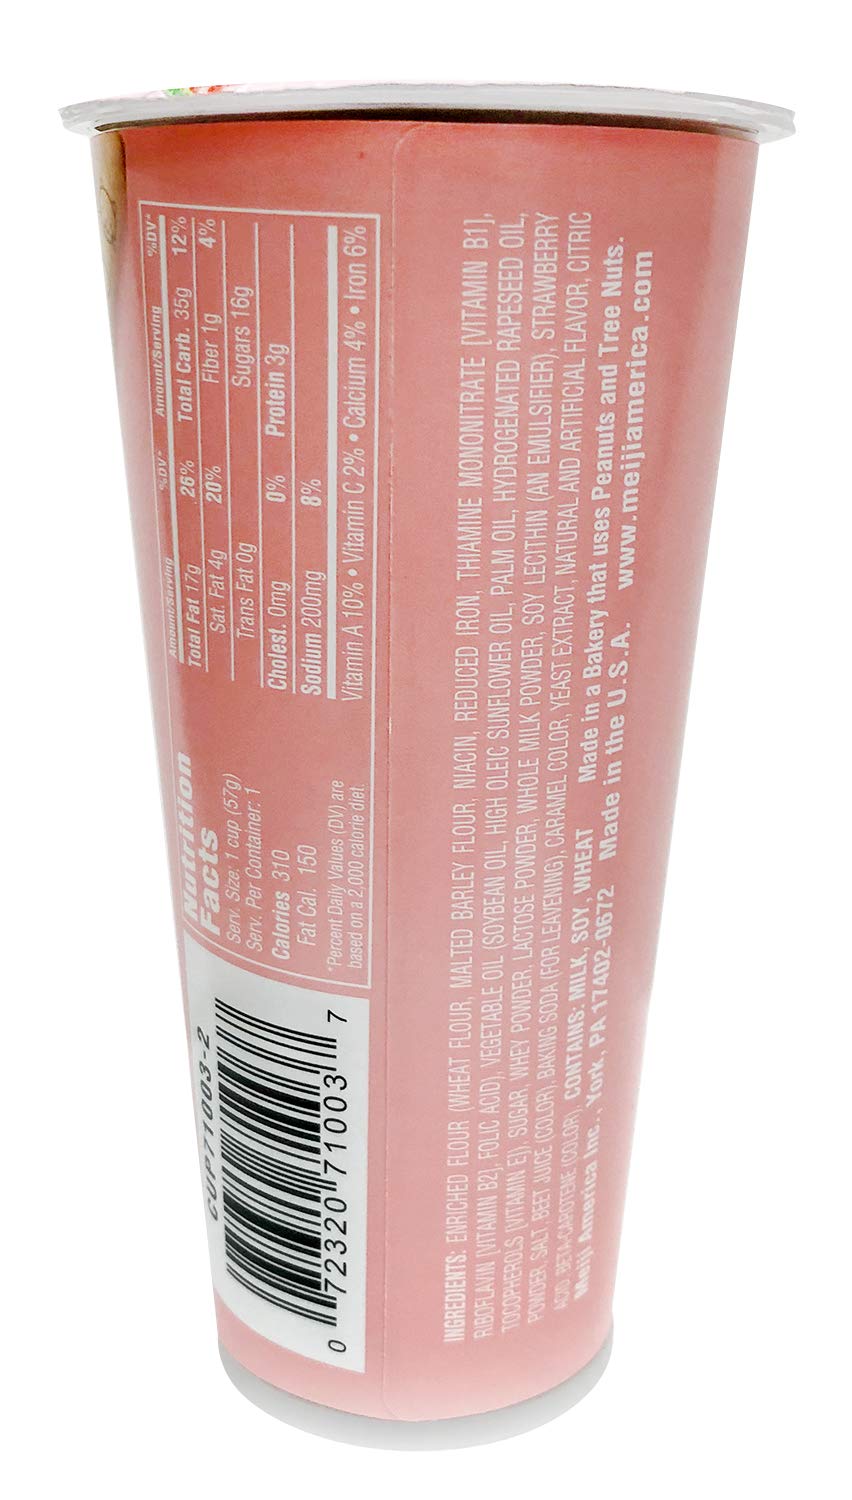 CUP71003-2
0 72320 71003 7
Nutrition
Facts
Serv. Size: 1 cup (57g)
Serv. Per Container: 1
Calories 310
Fat Cal. 150
*Percent Daily Values (DV) are
based on a 2,000 calorie diet.
Amount/Serving %DV* Amount/Serving %DV*
Total Fat 17g 26% Total Carb. 35g 12%
Sat. Fat 4g 20% Fiber 1g 4%
Trans Fat 0g Sugars 16g
Cholest. 0mg 0% Protein 3g
Sodium 200mg 8%
Vitamin A 10% • Vitamin C 2% • Calcium 4% • Iron 6%
INGREDIENTS: ENRICHED FLOUR (WHEAT FLOUR, MALTED BARLEY FLOUR, NIACIN, REDUCED IRON, THIAMINE MONONITRATE [VITAMIN B1],
RIBOFLAVIN [VITAMIN B2], FOLIC ACID), VEGETABLE OIL (SOYBEAN OIL, HIGH OLEIC SUNFLOWER OIL, PALM OIL, HYDROGENATED RAPESEED OIL,
TOCOPHEROLS [VITAMIN E]), SUGAR, WHEY POWDER, LACTOSE POWDER, WHOLE MILK POWDER, SOY LECITHIN (AN EMULSIFIER), STRAWBERRY
POWDER, SALT, BEET JUICE (COLOR), BAKING SODA (FOR LEAVENING), CARAMEL COLOR, YEAST EXTRACT, NATURAL AND ARTIFICIAL FLAVOR, CITRIC
ACID, BETA-CAROTENE (COLOR). CONTAINS: MILK, SOY, WHEAT Made in a Bakery that uses Peanuts and Tree Nuts.
Meiji America Inc., York, PA 17402-0672 Made in the U.S.A. www.meijiamerica.com